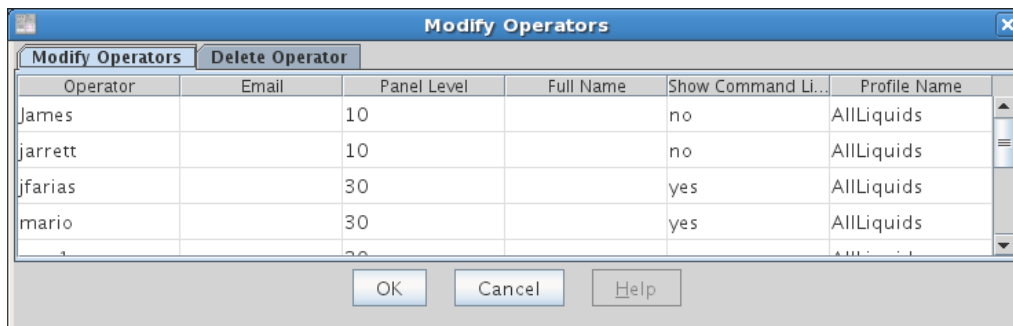 Modify Operators
Modify Operators Delete Operator
Operator Email Panel Level Full Name Show Command Li... Profile Name
James 10 no AllLiquids
jarrett 10 no AllLiquids
jfarias 30 yes AllLiquids
mario 30 yes AllLiquids
OK Cancel Help